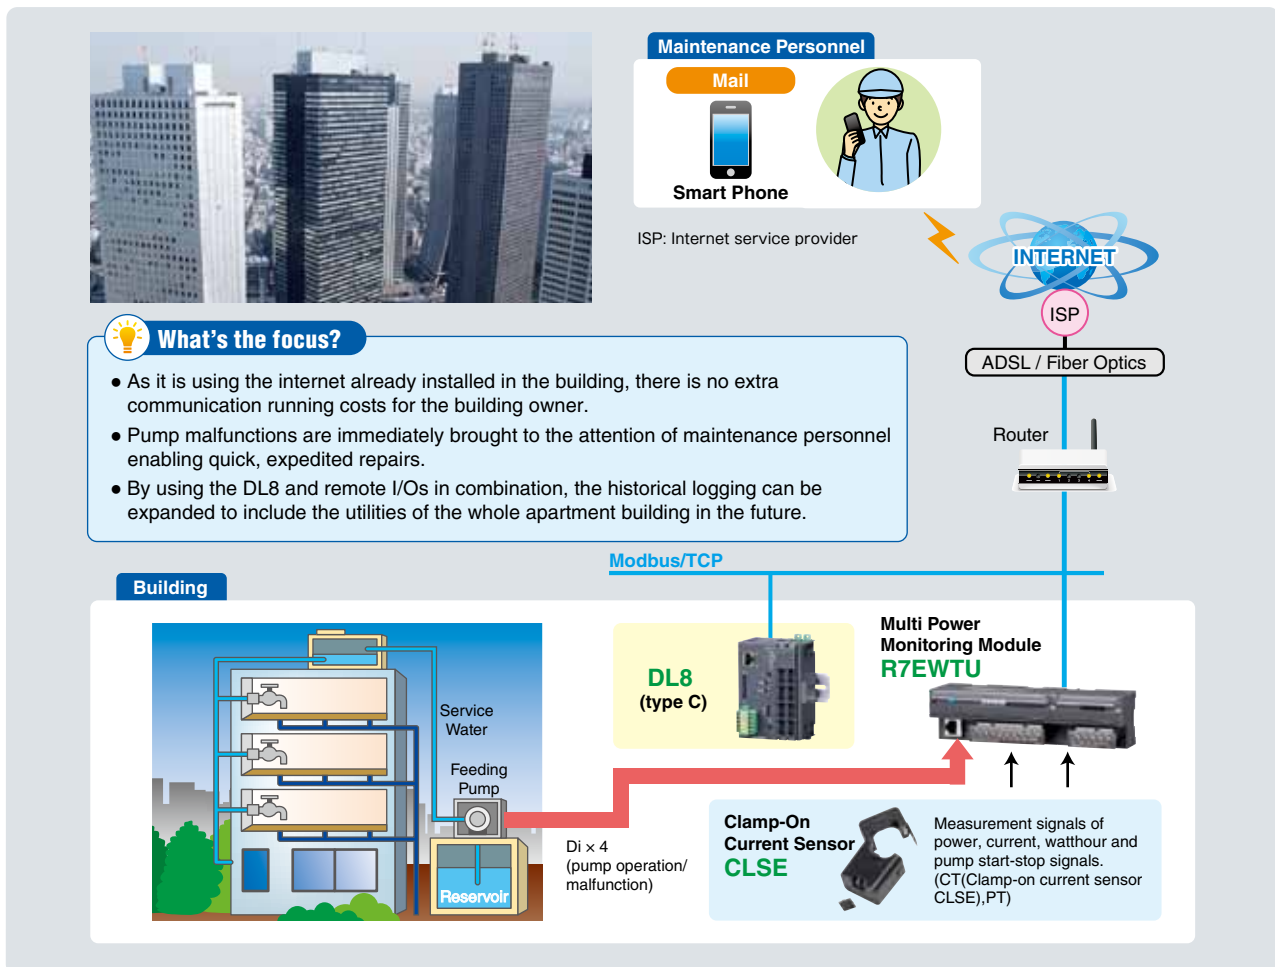 Maintenance Personnel
Mail
Smart Phone
ISP: Internet service provider
INTERNET
ISP
ADSL / Fiber Optics
Router
What's the focus?
● As it is using the internet already installed in the building, there is no extra
communication running costs for the building owner.
● Pump malfunctions are immediately brought to the attention of maintenance personnel
enabling quick, expedited repairs.
● By using the DL8 and remote I/Os in combination, the historical logging can be
expanded to include the utilities of the whole apartment building in the future.
Modbus/TCP
Building
Service
Water
Feeding
Pump
Reservoir
Di × 4
(pump operation/
malfunction)
DL8
(type C)
Multi Power
Monitoring Module
R7EWTU
Clamp-On
Current Sensor
CLSE
Measurement signals of
power, current, watthour and
pump start-stop signals.
(CT(Clamp-on current sensor
CLSE),PT)